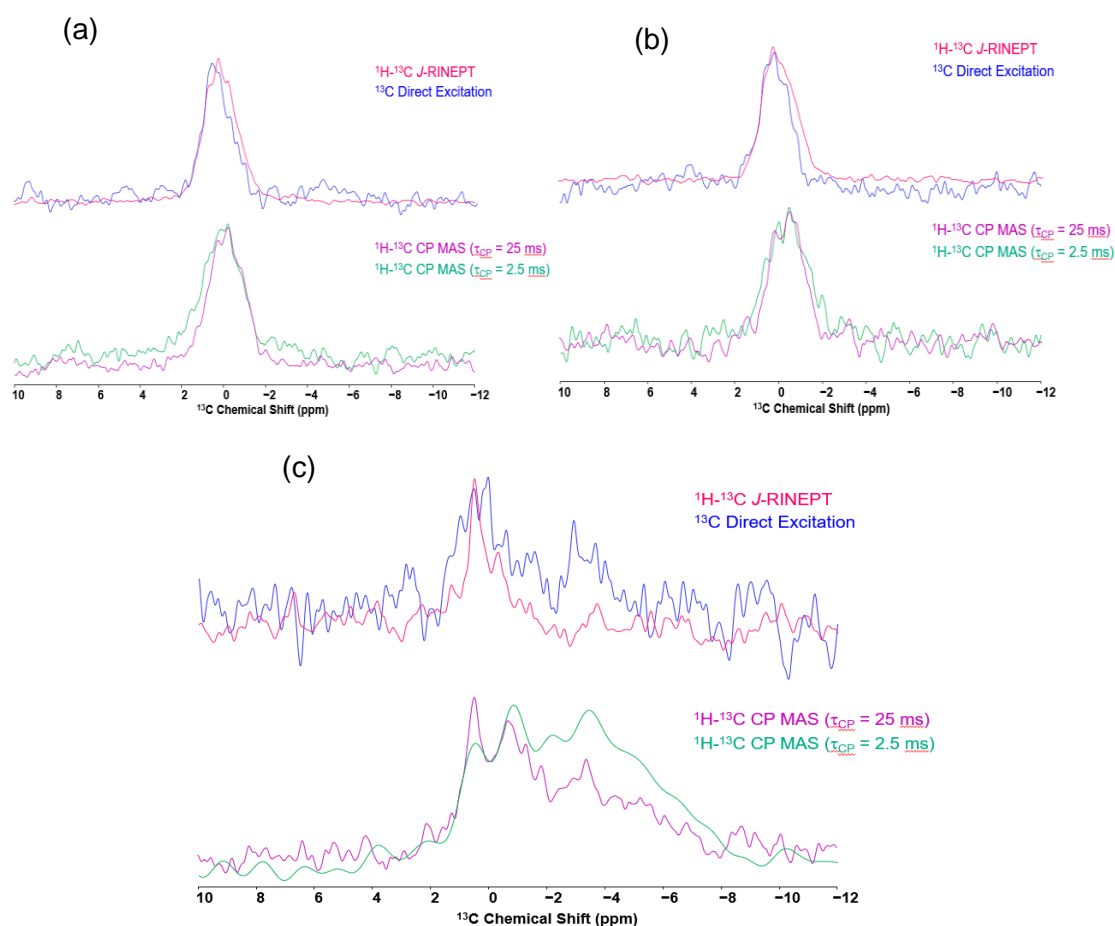 (a)
¹H-¹³C J-RINEPT
¹³C Direct Excitation
¹H-¹³C CP MAS (τCP = 25 ms)
¹H-¹³C CP MAS (τCP = 2.5 ms)
10 8 6 4 2 0 −2 −4 −6 −8 −10 −12
¹³C Chemical Shift (ppm)
(b)
¹H-¹³C J-RINEPT
¹³C Direct Excitation
¹H-¹³C CP MAS (τCP = 25 ms)
¹H-¹³C CP MAS (τCP = 2.5 ms)
10 8 6 4 2 0 −2 −4 −6 −8 −10 −12
¹³C Chemical Shift (ppm)
(c)
¹H-¹³C J-RINEPT
¹³C Direct Excitation
¹H-¹³C CP MAS (τCP = 25 ms)
¹H-¹³C CP MAS (τCP = 2.5 ms)
10 8 6 4 2 0 −2 −4 −6 −8 −10 −12
¹³C Chemical Shift (ppm)